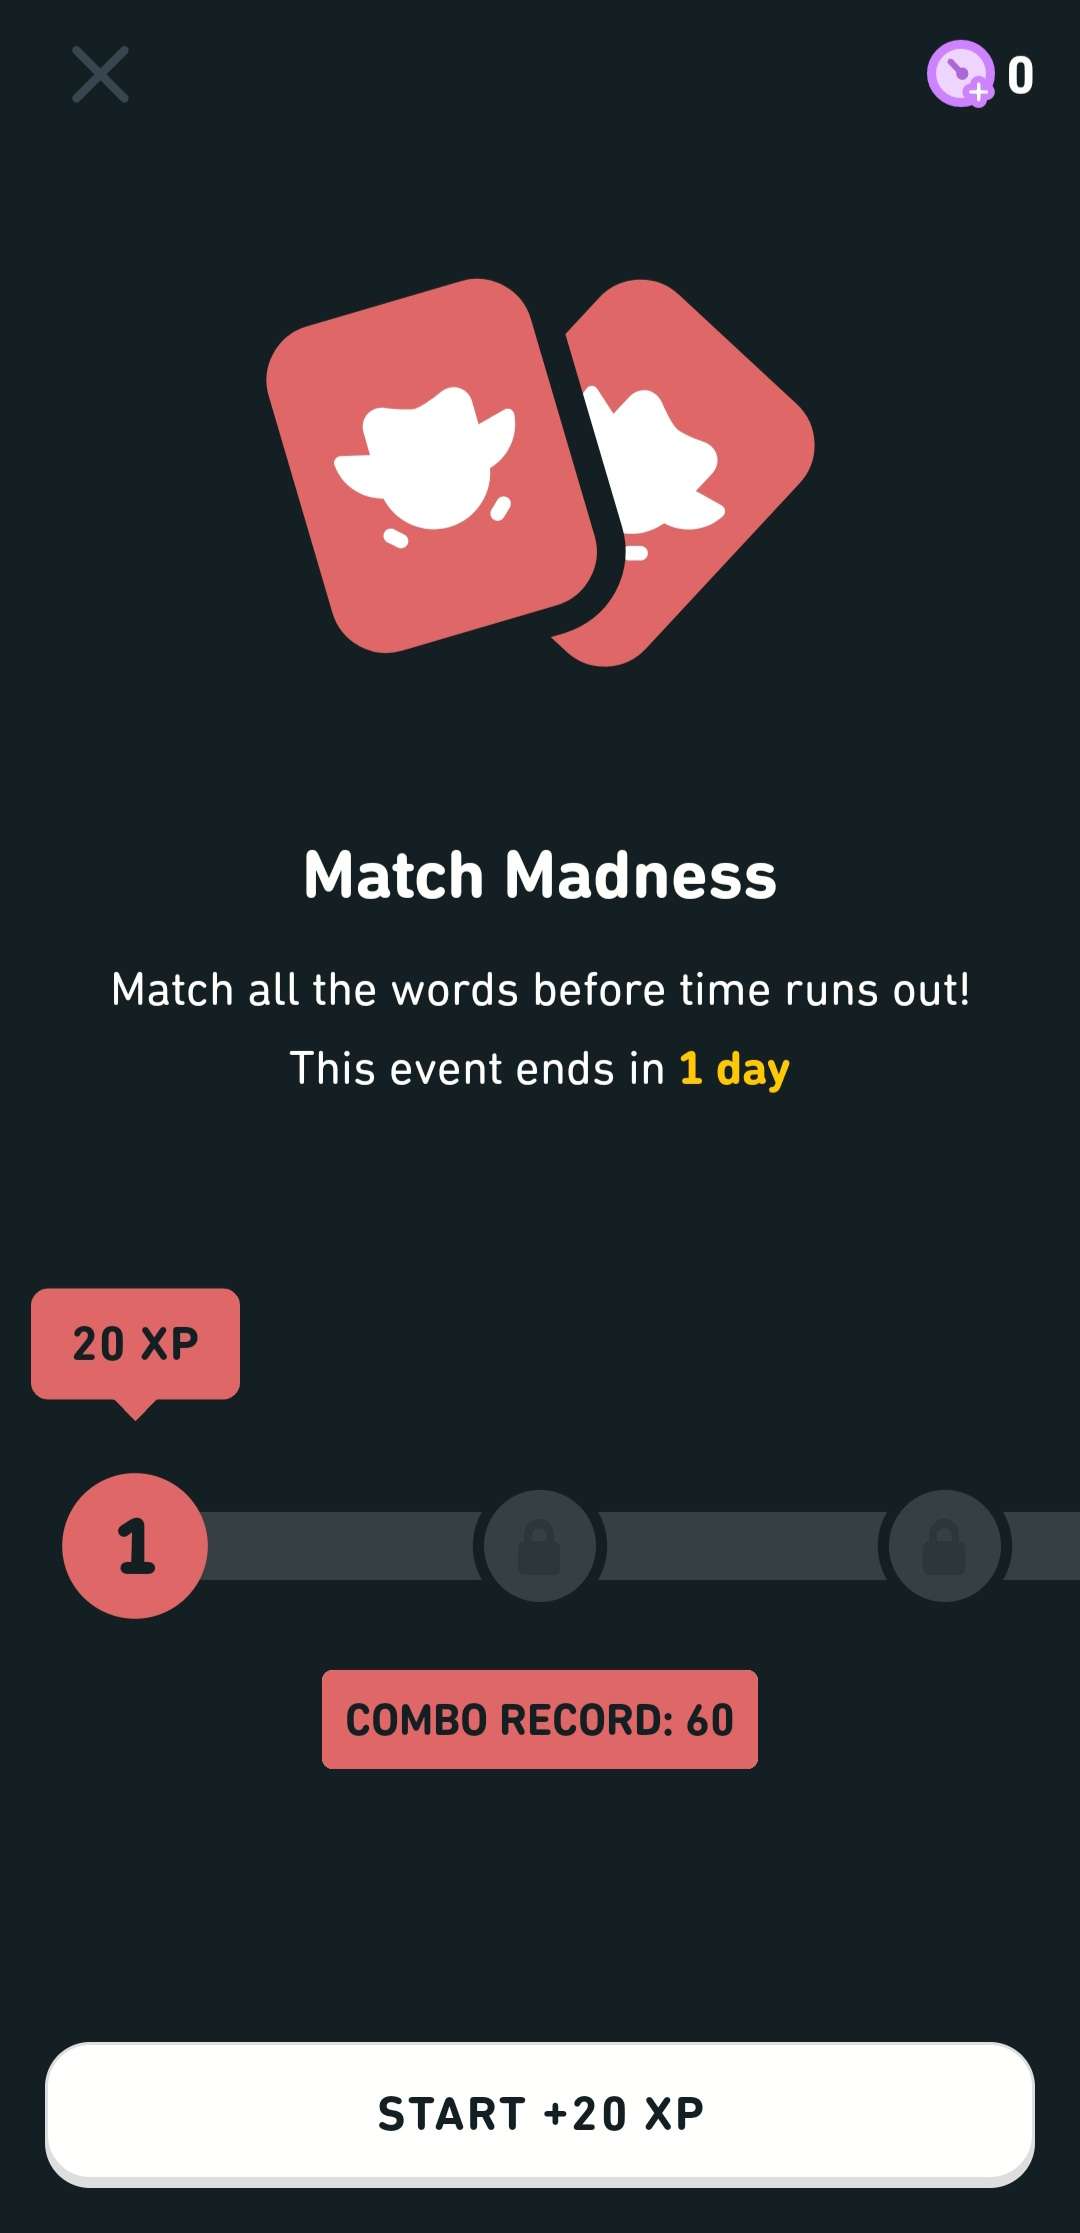 0
Match Madness
Match all the words before time runs out!
This event ends in 1 day
20 XP
1
COMBO RECORD: 60
START +20 XP